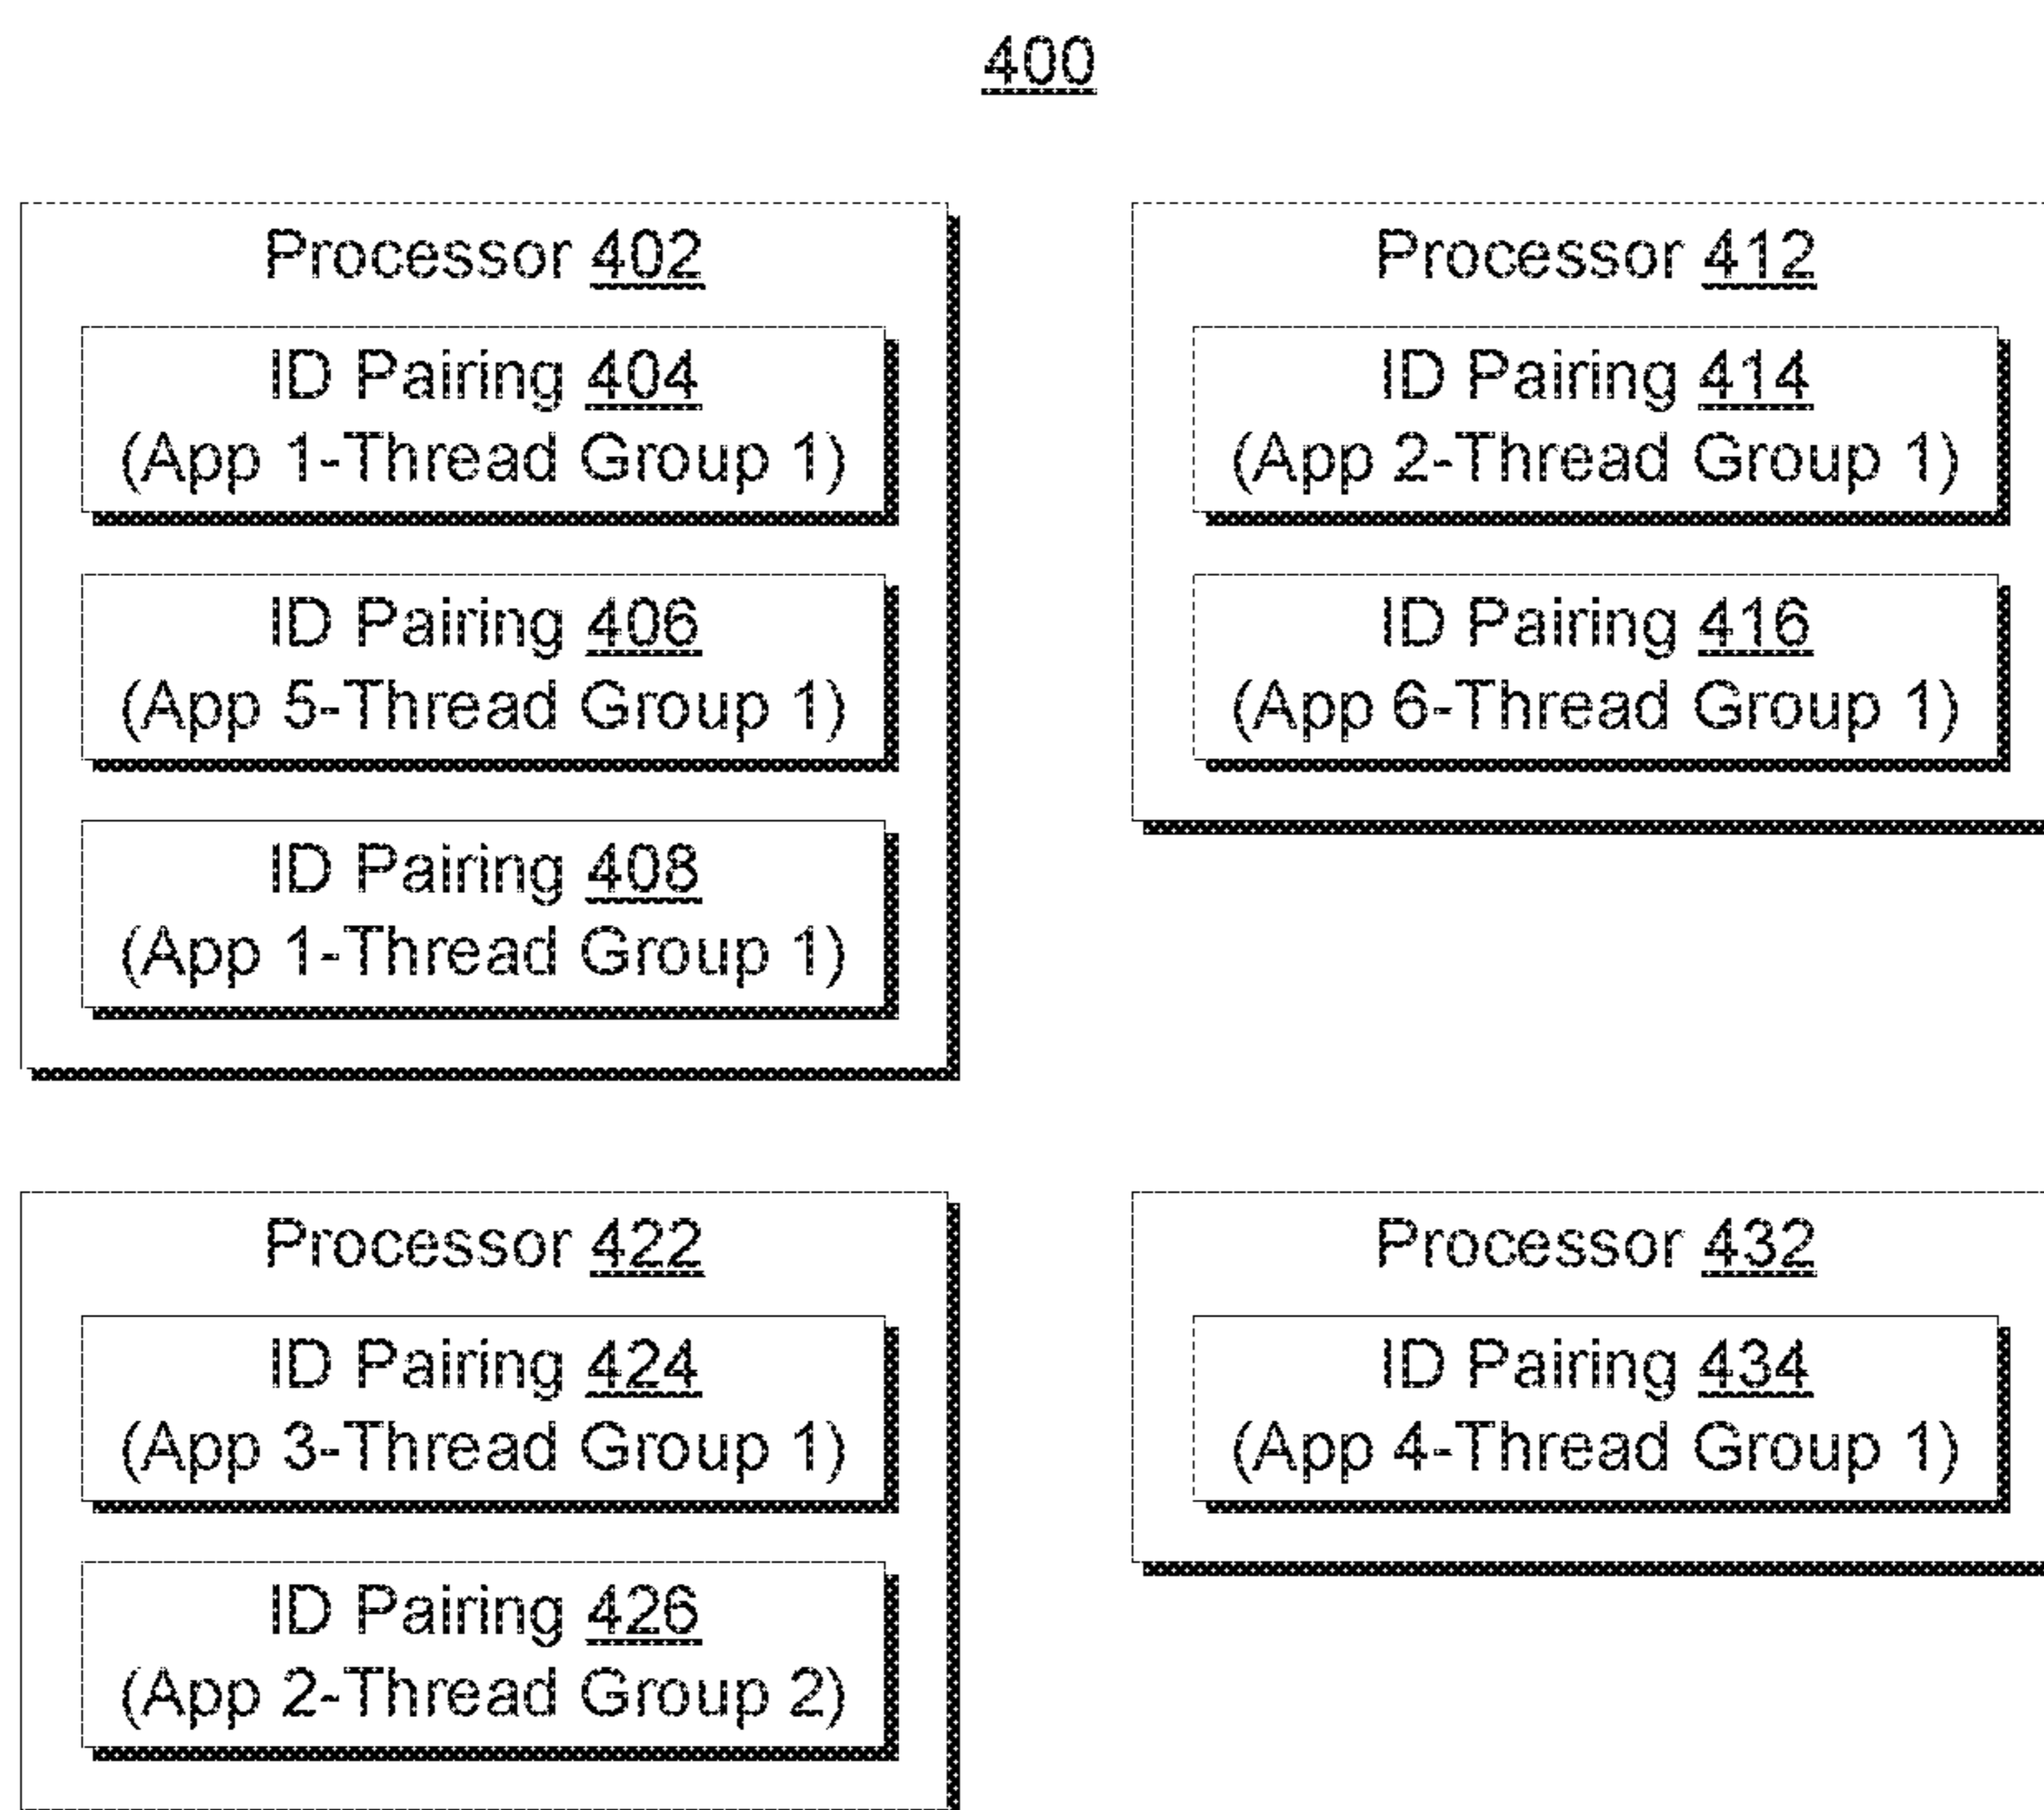 400
Processor 402
ID Pairing 404
(App 1-Thread Group 1)
ID Pairing 406
(App 5-Thread Group 1)
ID Pairing 408
(App 1-Thread Group 1)
Processor 412
ID Pairing 414
(App 2-Thread Group 1)
ID Pairing 416
(App 6-Thread Group 1)
Processor 422
ID Pairing 424
(App 3-Thread Group 1)
ID Pairing 426
(App 2-Thread Group 2)
Processor 432
ID Pairing 434
(App 4-Thread Group 1)